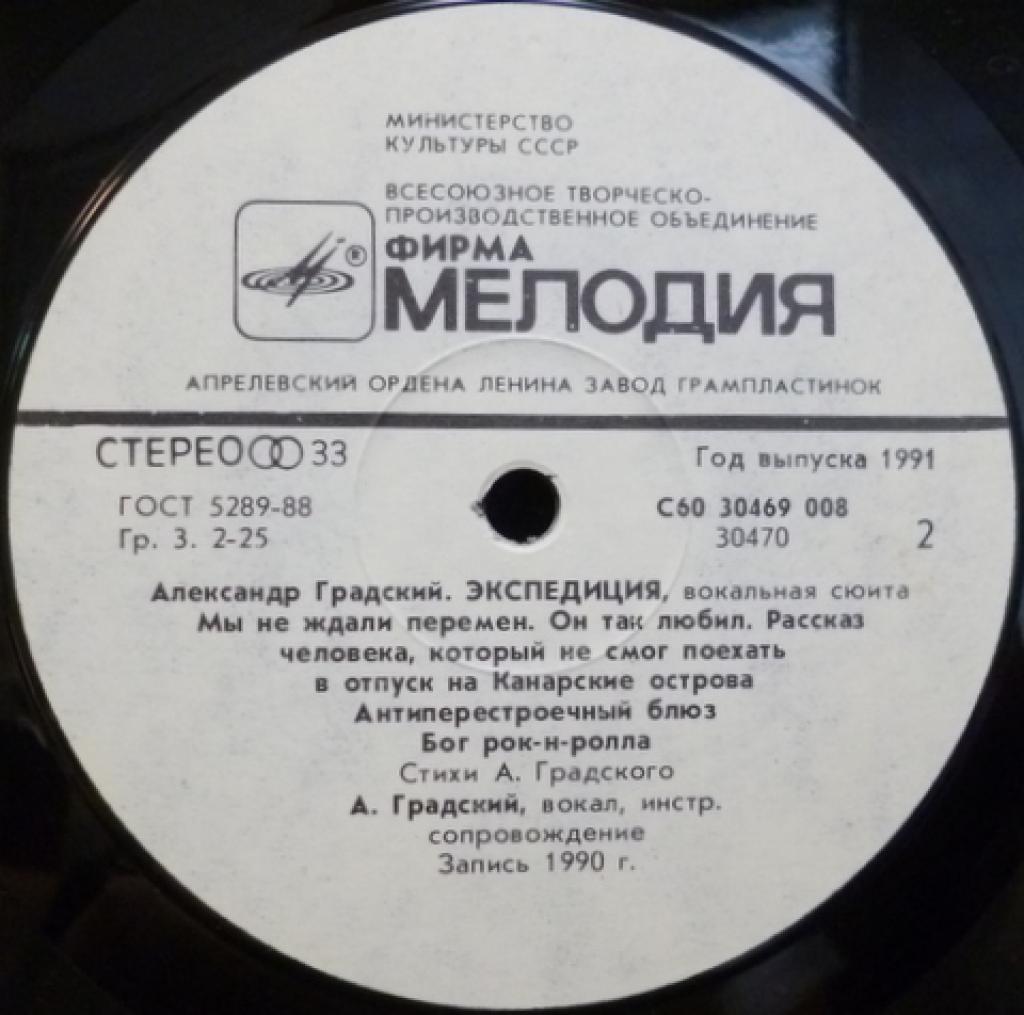 МИНИСТЕРСТВО
КУЛЬТУРЫ СССР
ВСЕСОЮЗНОЕ ТВОРЧЕСКО-
ПРОИЗВОДСТВЕННОЕ ОБЪЕДИНЕНИЕ
ФИРМА
®
МЕЛОДИЯ
АПРЕЛЕВСКИЙ ОРДЕНА ЛЕНИНА ЗАВОД ГРАМПЛАСТИНОК
СТЕРЕО 33
Год выпуска 1991
ГОСТ 5289-88
С60 30469 008
Гр. 3. 2-25
30470
2
Александр Градский. ЭКСПЕДИЦИЯ, вокальная сюита
Мы не ждали перемен. Он так любил. Рассказ
человека, который не смог поехать
в отпуск на Канарские острова
Антиперестроечный блюз
Бог рок-н-ролла
Стихи А. Градского
А. Градский, вокал, инстр.
сопровождение
Запись 1990 г.